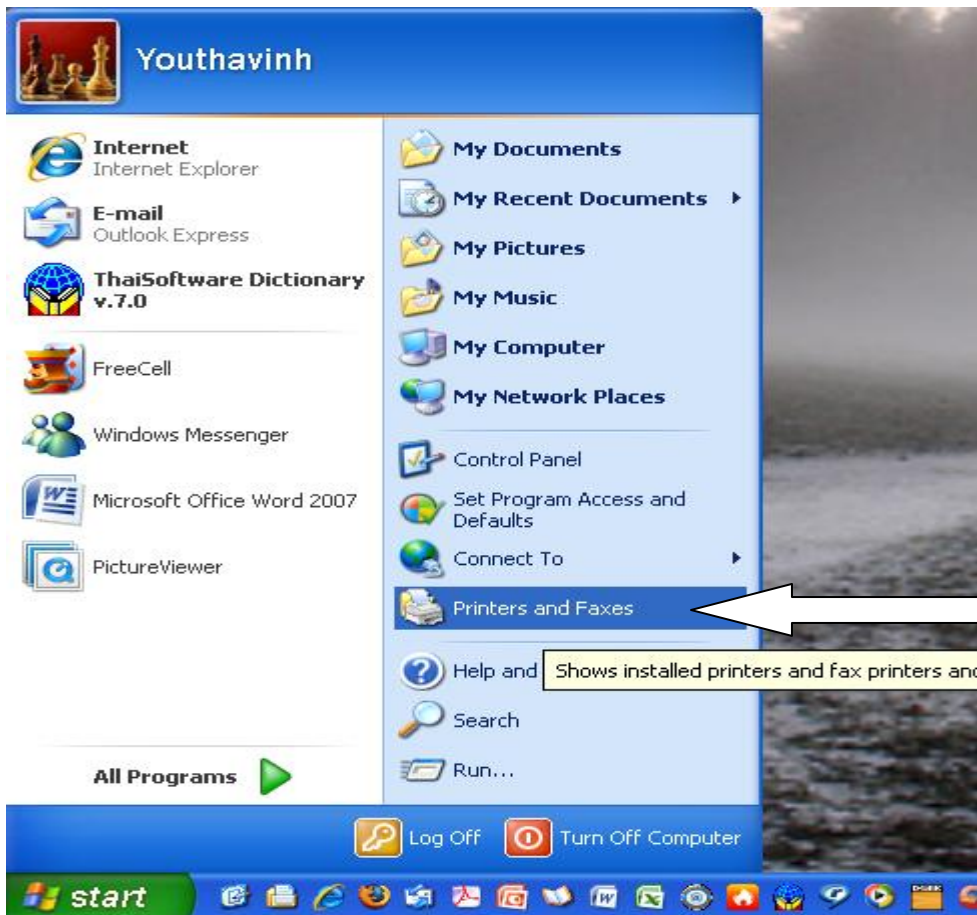 Youthavinh
Internet
Internet Explorer
E-mail
Outlook Express
ThaiSoftware Dictionary
v.7.0
FreeCell
Windows Messenger
Microsoft Office Word 2007
PictureViewer
All Programs
My Documents
My Recent Documents
My Pictures
My Music
My Computer
My Network Places
Control Panel
Set Program Access and
Defaults
Connect To
Printers and Faxes
Help and
Shows installed printers and fax printers and
Search
Run...
Log Off
Turn Off Computer
start